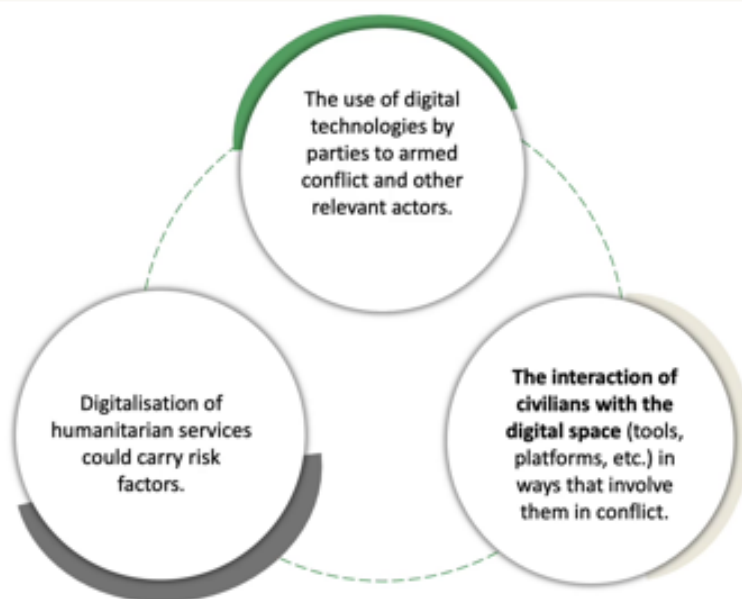 The use of digital
technologies by
parties to armed
conflict and other
relevant actors.
Digitalisation of
humanitarian services
could carry risk
factors.
The interaction of
civilians with the
digital space (tools,
platforms, etc.) in
ways that involve
them in conflict.